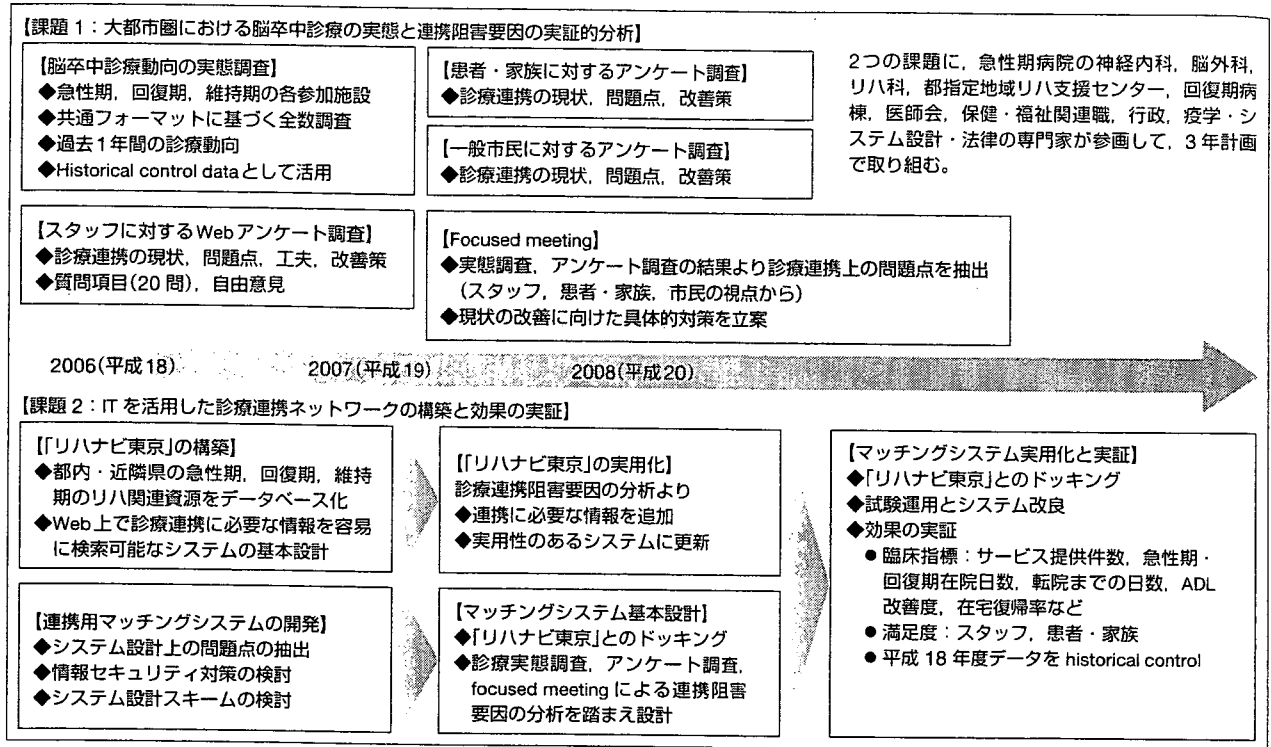 【課題1:大都市圏における脳卒中診療の実態と連携阻害要因の実証的分析】
【脳卒中診療動向の実態調査】
◆急性期,回復期,維持期の各参加施設
◆共通フォーマットに基づく全数調査
◆過去1年間の診療動向
◆Historical control dataとして活用
【患者・家族に対するアンケート調査】
◆診療連携の現状,問題点,改善策
【一般市民に対するアンケート調査】
◆診療連携の現状,問題点,改善策
2つの課題に,急性期病院の神経内科,脳外科,
リハ科,都指定地域リハ支援センター,回復期病
棟,医師会,保健・福祉関連職,行政,疫学・シ
ステム設計・法律の専門家が参画して,3年計画
で取り組む。
【スタッフに対するWebアンケート調査】
◆診療連携の現状,問題点,工夫,改善策
◆質問項目(20問),自由意見
【Focused meeting】
◆実態調査,アンケート調査の結果より診療連携上の問題点を抽出
(スタッフ,患者・家族,市民の視点から)
◆現状の改善に向けた具体的対策を立案
2006(平成18) 2007(平成19) 2008(平成20)
【課題2:ITを活用した診療連携ネットワークの構築と効果の実証】
【「リハナビ東京」の構築】
◆都内・近隣県の急性期,回復期,維持
期のリハ関連資源をデータベース化
◆Web上で診療連携に必要な情報を容易
に検索可能なシステムの基本設計
【「リハナビ東京」の実用化】
診療連携阻害要因の分析より
◆連携に必要な情報を追加
◆実用性のあるシステムに更新
【連携用マッチングシステムの開発】
◆システム設計上の問題点の抽出
◆情報セキュリティ対策の検討
◆システム設計スキームの検討
【マッチングシステム基本設計】
◆「リハナビ東京」とのドッキング
◆診療実態調査,アンケート調査,
focused meetingによる連携阻害
要因の分析を踏まえ設計
【マッチングシステム実用化と実証】
◆「リハナビ東京」とのドッキング
◆試験運用とシステム改良
◆効果の実証
●臨床指標:サービス提供件数,急性期・
回復期在院日数,転院までの日数,ADL
改善度,在宅復帰率など
●満足度:スタッフ,患者・家族
●平成18年度データをhistorical control